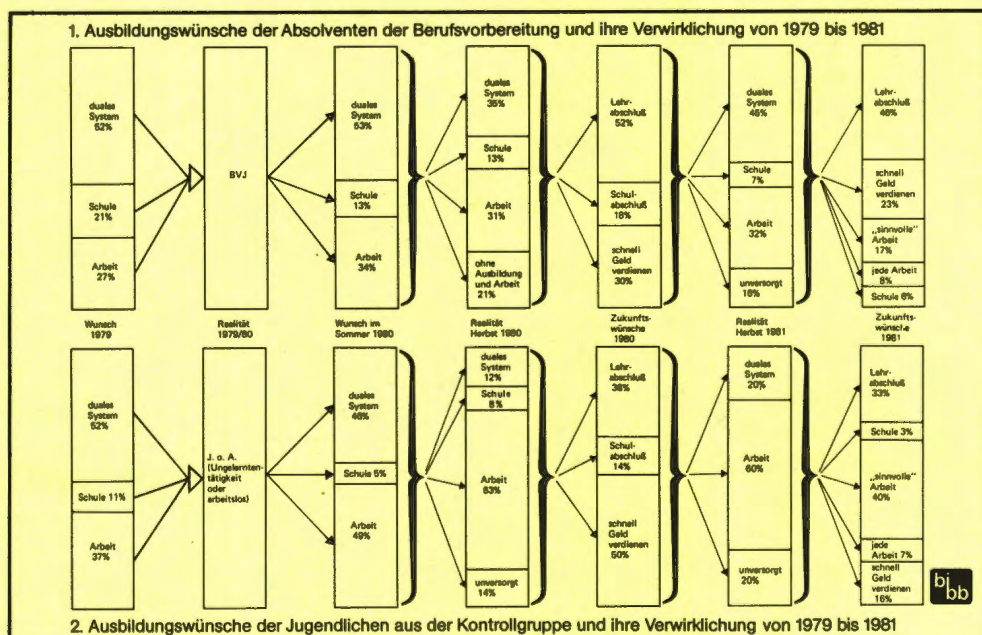 1. Ausbildungswünsche der Absolventen der Berufsvorbereitung und ihre Verwirklichung von 1979 bis 1981
duales
System
52%
Schule
21%
Arbeit
27%
BVJ
duales
System
53%
Schule
13%
Arbeit
34%
duales
System
35%
Schule
13%
Arbeit
31%
ohne
Ausbildung
und Arbeit
21%
Lehr-
abschluß
52%
Schul-
abschluß
18%
schnell
Geld
verdienen
30%
duales
System
45%
Schule
7%
Arbeit
32%
unversorgt
16%
Lehr-
abschluß
46%
schnell
Geld
verdienen
23%
„sinnvolle"
Arbeit
17%
jede Arbeit
8%
Schule 6%
Wunsch
1979
Realität
1979/80
Wunsch im
Sommer 1980
Realität
Herbst 1980
Zukunfts-
wünsche
1980
Realität
Herbst 1981
Zukunfts-
wünsche
1981
duales
System
52%
Schule 11%
Arbeit
37%
J. o. A.
(Ungelernten-
tätigkeit
oder
arbeitslos)
duales
System
46%
Schule 5%
Arbeit
49%
duales
System
12%
Schule
8%
Arbeit
63%
unversorgt
14%
Lehr-
abschluß
36%
Schul-
abschluß
14%
schnell
Geld
verdienen
50%
duales
System
20%
Arbeit
60%
unversorgt
20%
Lehr-
abschluß
33%
Schule 3%
„sinnvolle"
Arbeit
40%
jede
Arbeit 7%
schnell
Geld
verdienen
16%
bi
bb
2. Ausbildungswünsche der Jugendlichen aus der Kontrollgruppe und ihre Verwirklichung von 1979 bis 1981